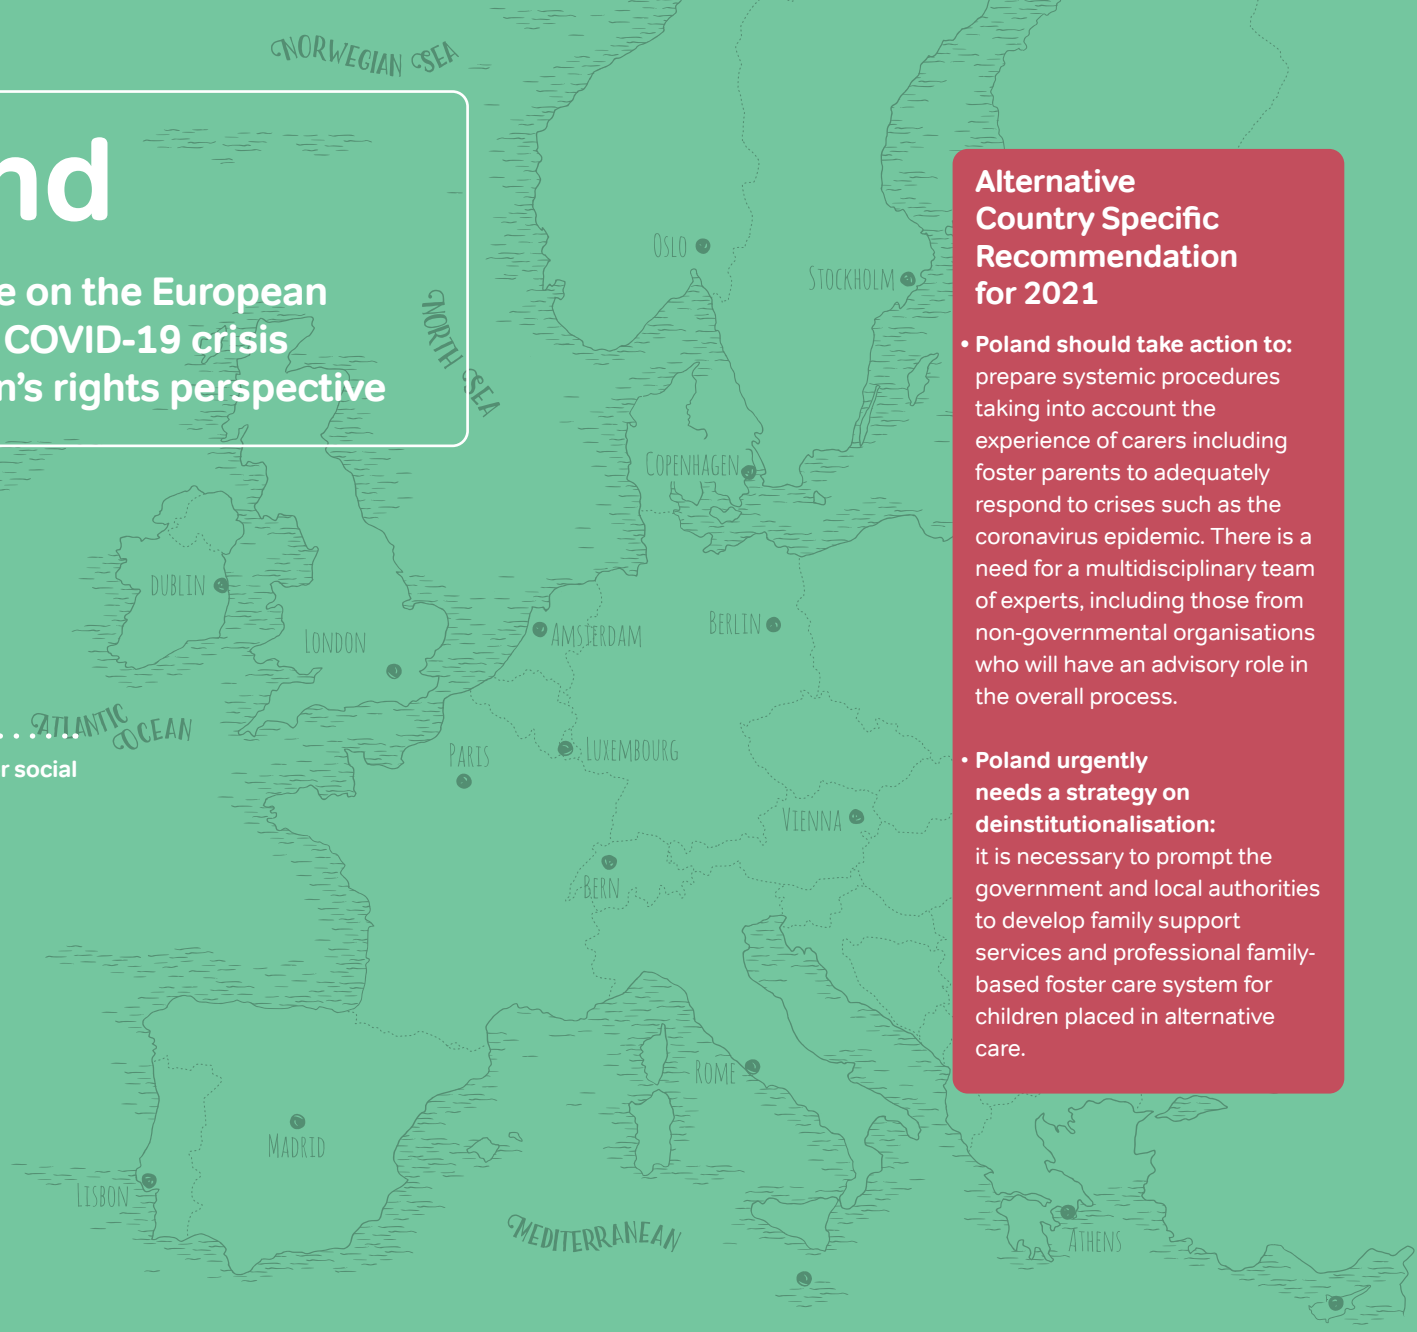 NORWEGIAN SEA
nd
e on the European
COVID-19 crisis
n's rights perspective
NORTH SEA
OSLO
STOCKHOLM
COPENHAGEN
DUBLIN
LONDON
AMSTERDAM
BERLIN
ATLANTIC OCEAN
r social
PARIS
LUXEMBOURG
VIENNA
BERN
ROME
MADRID
LISBON
MEDITERRANEAN
ATHENS
Alternative
Country Specific
Recommendation
for 2021
• Poland should take action to:
prepare systemic procedures
taking into account the
experience of carers including
foster parents to adequately
respond to crises such as the
coronavirus epidemic. There is a
need for a multidisciplinary team
of experts, including those from
non-governmental organisations
who will have an advisory role in
the overall process.
• Poland urgently
needs a strategy on
deinstitutionalisation:
it is necessary to prompt the
government and local authorities
to develop family support
services and professional family-
based foster care system for
children placed in alternative
care.